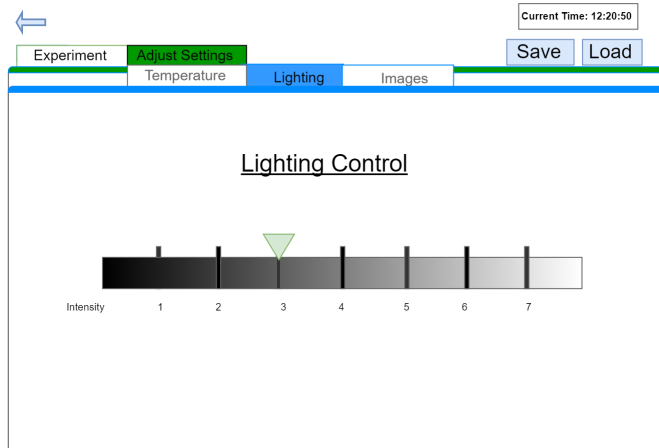 Current Time: 12:20:50
Save Load
Experiment Adjust Settings
Temperature Lighting Images
Lighting Control
Intensity 1 2 3 4 5 6 7